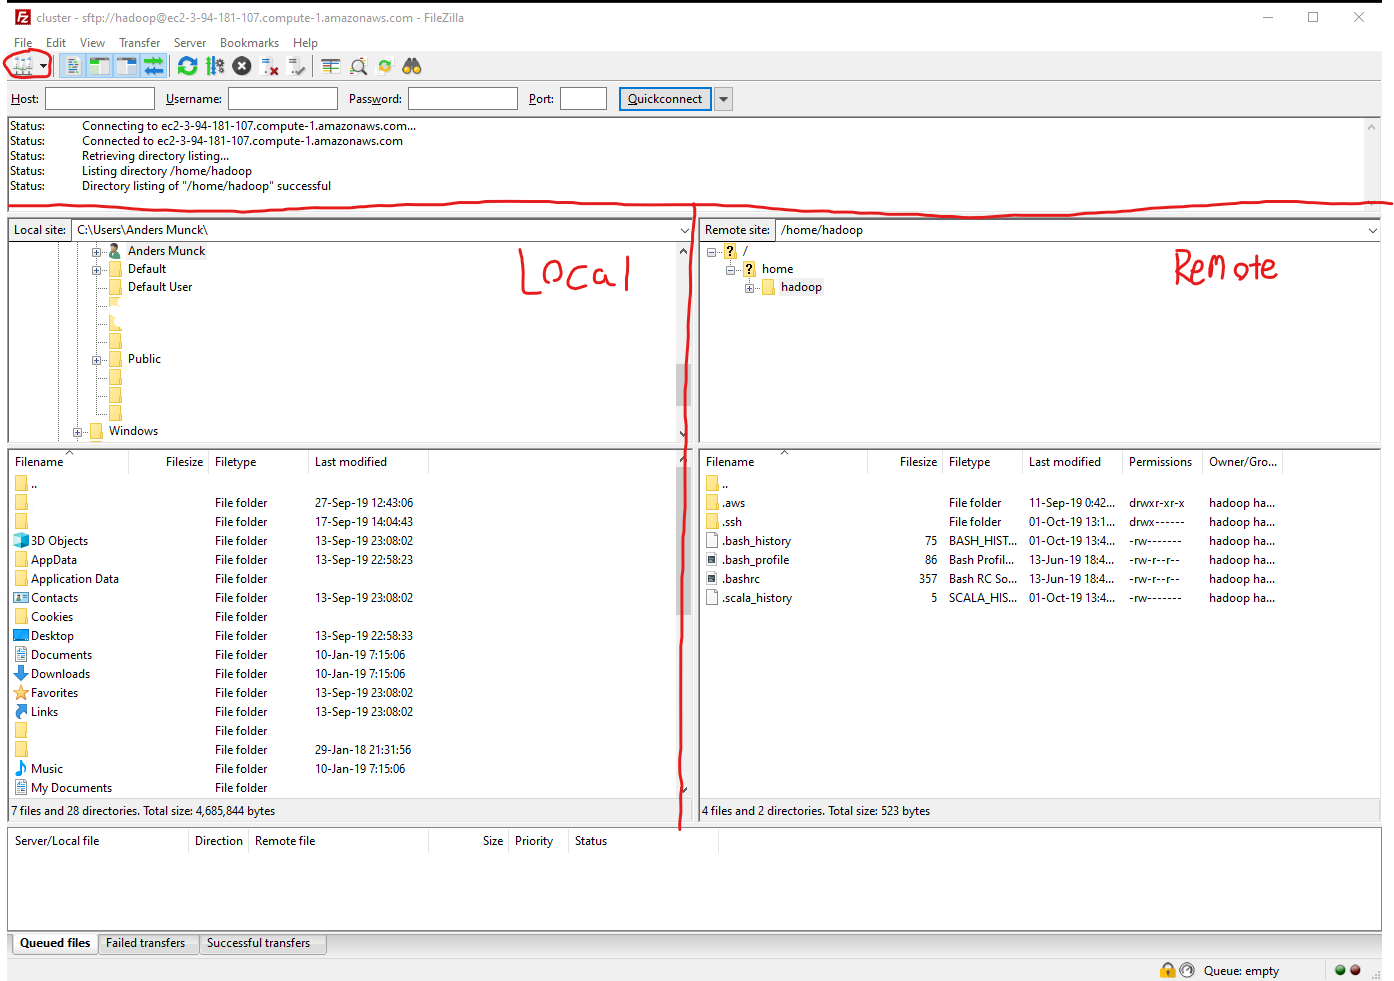 cluster - sftp://hadoop@ec2-3-94-181-107.compute-1.amazonaws.com - FileZilla
File Edit View Transfer Server Bookmarks Help
Host: Username: Password: Port: Quickconnect
Status: Connecting to ec2-3-94-181-107.compute-1.amazonaws.com...
Status: Connected to ec2-3-94-181-107.compute-1.amazonaws.com
Status: Retrieving directory listing...
Status: Listing directory /home/hadoop
Status: Directory listing of "/home/hadoop" successful
Local site: C:\Users\Anders Munck\
Anders Munck
Default
Default User
Public
Windows
Local
Remote site: /home/hadoop
/
home
hadoop
Remote
Filename Filesize Filetype Last modified
..
File folder 27-Sep-19 12:43:06
File folder 17-Sep-19 14:04:43
3D Objects File folder 13-Sep-19 23:08:02
AppData File folder 13-Sep-19 22:58:23
Application Data File folder
Contacts File folder 13-Sep-19 23:08:02
Cookies File folder
Desktop File folder 13-Sep-19 22:58:33
Documents File folder 10-Jan-19 7:15:06
Downloads File folder 10-Jan-19 7:15:06
Favorites File folder 13-Sep-19 23:08:02
Links File folder 13-Sep-19 23:08:02
File folder
File folder 29-Jan-18 21:31:56
Music File folder 10-Jan-19 7:15:06
My Documents File folder
7 files and 28 directories. Total size: 4,685,844 bytes
Filename Filesize Filetype Last modified Permissions Owner/Gro...
..
.aws File folder 11-Sep-19 0:42... drwxr-xr-x hadoop ha...
.ssh File folder 01-Oct-19 13:1... drwx------ hadoop ha...
.bash_history 75 BASH_HIST... 01-Oct-19 13:4... -rw------- hadoop ha...
.bash_profile 86 Bash Profil... 13-Jun-19 18:4... -rw-r--r-- hadoop ha...
.bashrc 357 Bash RC So... 13-Jun-19 18:4... -rw-r--r-- hadoop ha...
.scala_history 5 SCALA_HIS... 01-Oct-19 13:4... -rw------- hadoop ha...
4 files and 2 directories. Total size: 523 bytes
Server/Local file Direction Remote file Size Priority Status
Queued files Failed transfers Successful transfers
Queue: empty